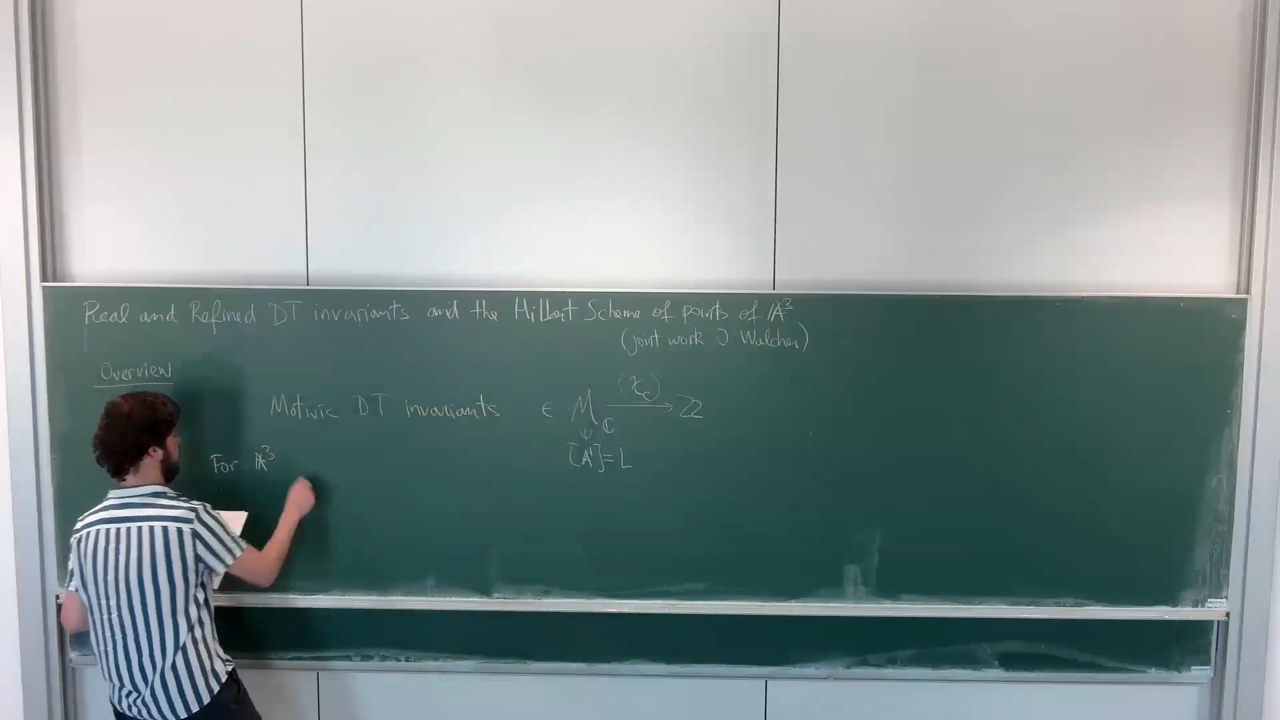 Real and Refined DT invariants and the Hilbert Scheme of points of 𝔸³
(joint work J. Walcher)
Overview
Motivic DT invariants ∈ M_ℂ —(χ_c)→ ℤ
[𝔸¹] = L
For 𝔸³